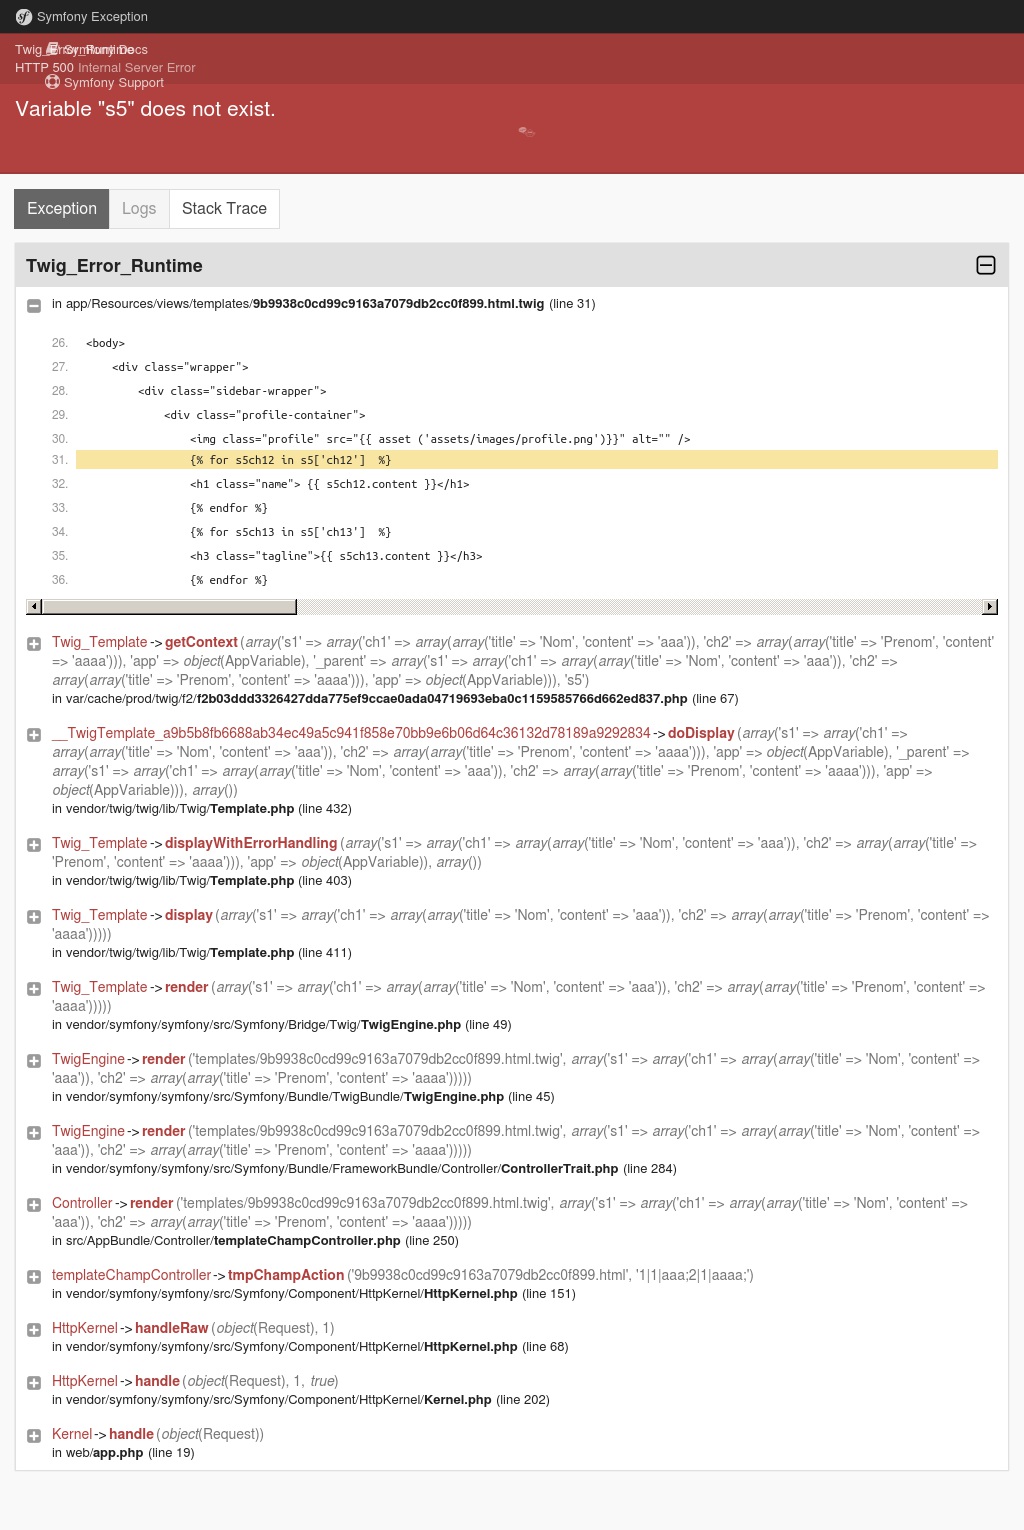 Symfony Exception
Twig_Error_Runtime
Symfony Docs
HTTP 500 Internal Server Error
Symfony Support
Variable "s5" does not exist.
Exception
Logs
Stack Trace
Twig_Error_Runtime
in app/Resources/views/templates/9b9938c0cd99c9163a7079db2cc0f899.html.twig (line 31)
26. <body>
27. <div class="wrapper">
28. <div class="sidebar-wrapper">
29. <div class="profile-container">
30. <img class="profile" src="{{ asset ('assets/images/profile.png')}}" alt="" />
31. {% for s5ch12 in s5['ch12']  %}
32. <h1 class="name"> {{ s5ch12.content }}</h1>
33. {% endfor %}
34. {% for s5ch13 in s5['ch13']  %}
35. <h3 class="tagline">{{ s5ch13.content }}</h3>
36. {% endfor %}
Twig_Template->getContext(array('s1' => array('ch1' => array(array('title' => 'Nom', 'content' => 'aaa')), 'ch2' => array(array('title' => 'Prenom', 'content'
=> 'aaaa'))), 'app' => object(AppVariable), '_parent' => array('s1' => array('ch1' => array(array('title' => 'Nom', 'content' => 'aaa')), 'ch2' =>
array(array('title' => 'Prenom', 'content' => 'aaaa'))), 'app' => object(AppVariable))), 's5')
in var/cache/prod/twig/f2/f2b03ddd3326427dda775ef9ccae0ada04719693eba0c1159585766d662ed837.php (line 67)
__TwigTemplate_a9b5b8fb6688ab34ec49a5c941f858e70bb9e6b06d64c36132d78189a9292834->doDisplay(array('s1' => array('ch1' =>
array(array('title' => 'Nom', 'content' => 'aaa')), 'ch2' => array(array('title' => 'Prenom', 'content' => 'aaaa'))), 'app' => object(AppVariable), '_parent' =>
array('s1' => array('ch1' => array(array('title' => 'Nom', 'content' => 'aaa')), 'ch2' => array(array('title' => 'Prenom', 'content' => 'aaaa'))), 'app' =>
object(AppVariable))), array())
in vendor/twig/twig/lib/Twig/Template.php (line 432)
Twig_Template->displayWithErrorHandling(array('s1' => array('ch1' => array(array('title' => 'Nom', 'content' => 'aaa')), 'ch2' => array(array('title' =>
'Prenom', 'content' => 'aaaa'))), 'app' => object(AppVariable)), array())
in vendor/twig/twig/lib/Twig/Template.php (line 403)
Twig_Template->display(array('s1' => array('ch1' => array(array('title' => 'Nom', 'content' => 'aaa')), 'ch2' => array(array('title' => 'Prenom', 'content' =>
'aaaa')))))
in vendor/twig/twig/lib/Twig/Template.php (line 411)
Twig_Template->render(array('s1' => array('ch1' => array(array('title' => 'Nom', 'content' => 'aaa')), 'ch2' => array(array('title' => 'Prenom', 'content' =>
'aaaa')))))
in vendor/symfony/symfony/src/Symfony/Bridge/Twig/TwigEngine.php (line 49)
TwigEngine->render('templates/9b9938c0cd99c9163a7079db2cc0f899.html.twig', array('s1' => array('ch1' => array(array('title' => 'Nom', 'content' =>
'aaa')), 'ch2' => array(array('title' => 'Prenom', 'content' => 'aaaa')))))
in vendor/symfony/symfony/src/Symfony/Bundle/TwigBundle/TwigEngine.php (line 45)
TwigEngine->render('templates/9b9938c0cd99c9163a7079db2cc0f899.html.twig', array('s1' => array('ch1' => array(array('title' => 'Nom', 'content' =>
'aaa')), 'ch2' => array(array('title' => 'Prenom', 'content' => 'aaaa')))))
in vendor/symfony/symfony/src/Symfony/Bundle/FrameworkBundle/Controller/ControllerTrait.php (line 284)
Controller->render('templates/9b9938c0cd99c9163a7079db2cc0f899.html.twig', array('s1' => array('ch1' => array(array('title' => 'Nom', 'content' =>
'aaa')), 'ch2' => array(array('title' => 'Prenom', 'content' => 'aaaa')))))
in src/AppBundle/Controller/templateChampController.php (line 250)
templateChampController->tmpChampAction('9b9938c0cd99c9163a7079db2cc0f899.html', '1|1|aaa;2|1|aaaa;')
in vendor/symfony/symfony/src/Symfony/Component/HttpKernel/HttpKernel.php (line 151)
HttpKernel->handleRaw(object(Request), 1)
in vendor/symfony/symfony/src/Symfony/Component/HttpKernel/HttpKernel.php (line 68)
HttpKernel->handle(object(Request), 1, true)
in vendor/symfony/symfony/src/Symfony/Component/HttpKernel/Kernel.php (line 202)
Kernel->handle(object(Request))
in web/app.php (line 19)